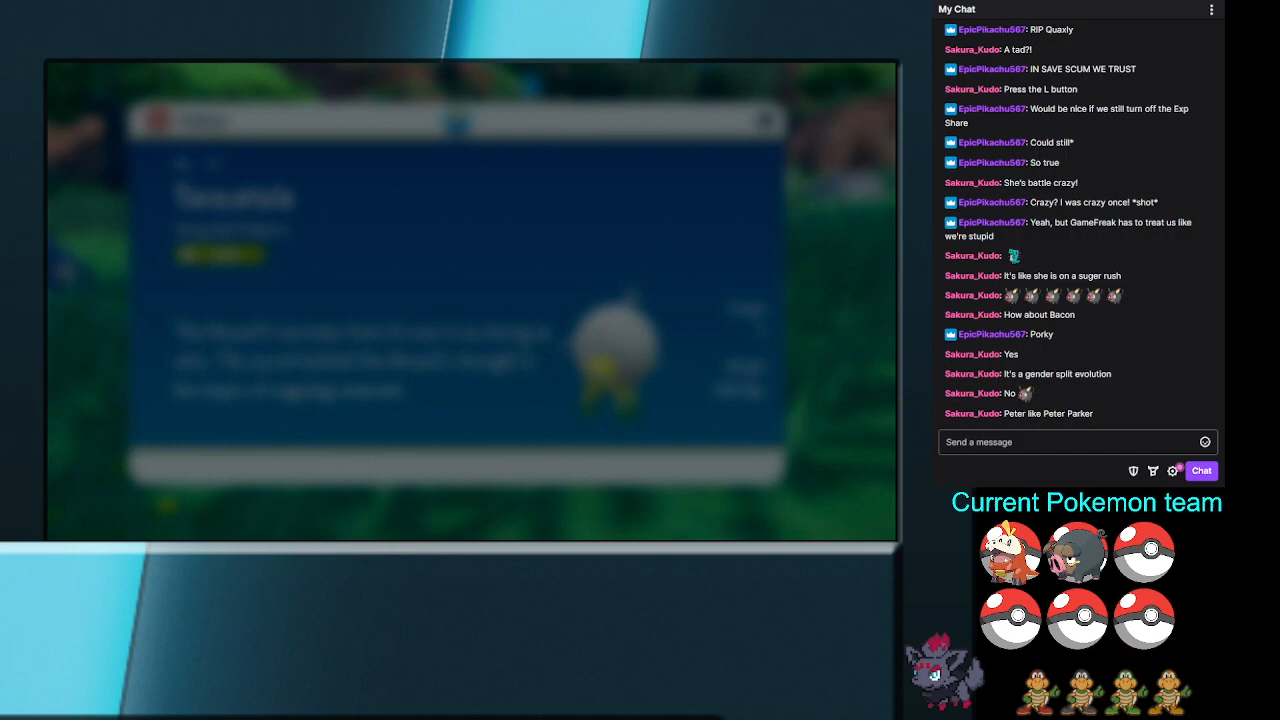 My Chat
EpicPikachu567: RIP Quaxly
Sakura_Kudo: A tad?!
EpicPikachu567: IN SAVE SCUM WE TRUST
Sakura_Kudo: Press the L button
EpicPikachu567: Would be nice if we still turn off the Exp
Share
EpicPikachu567: Could still*
EpicPikachu567: So true
Sakura_Kudo: She's battle crazy!
EpicPikachu567: Crazy? I was crazy once! *shot*
EpicPikachu567: Yeah, but GameFreak has to treat us like
we're stupid
Sakura_Kudo:
Sakura_Kudo: It's like she is on a suger rush
Sakura_Kudo:
Sakura_Kudo: How about Bacon
EpicPikachu567: Porky
Sakura_Kudo: Yes
Sakura_Kudo: It's a gender split evolution
Sakura_Kudo: No
Sakura_Kudo: Peter like Peter Parker
Send a message
Chat
Current Pokemon team